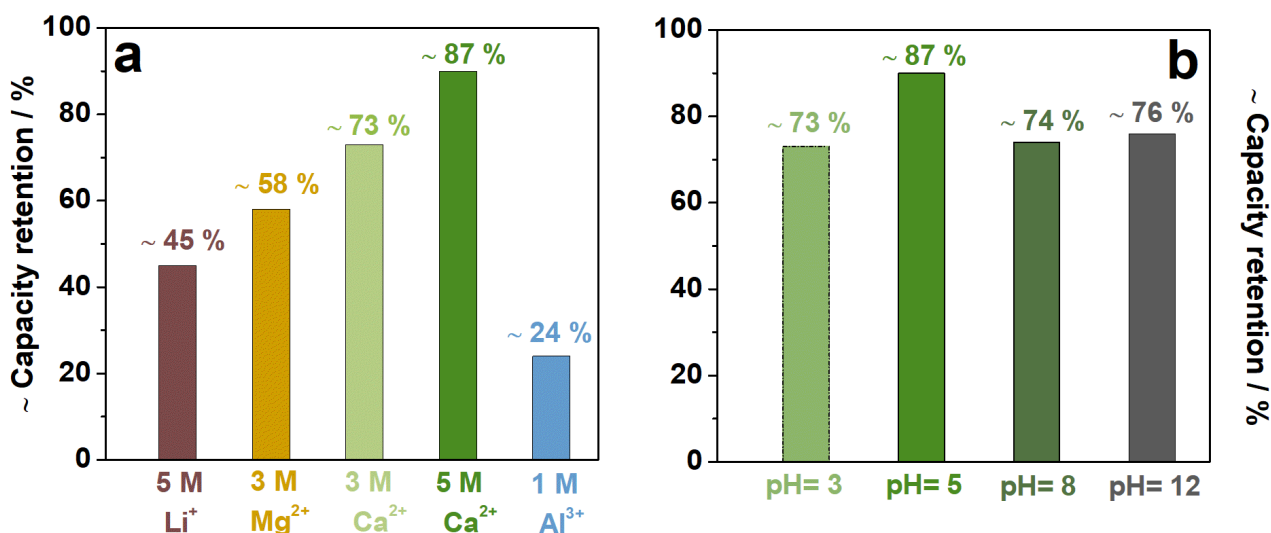 a
~ Capacity retention / %
100
80
60
40
20
0
~ 45 %
~ 58 %
~ 73 %
~ 87 %
~ 24 %
5 M 3 M 3 M 5 M 1 M
Li⁺ Mg²⁺ Ca²⁺ Ca²⁺ Al³⁺
b
100
80
60
40
20
0
~ 73 %
~ 87 %
~ 74 %
~ 76 %
pH= 3 pH= 5 pH= 8 pH= 12
~ Capacity retention / %